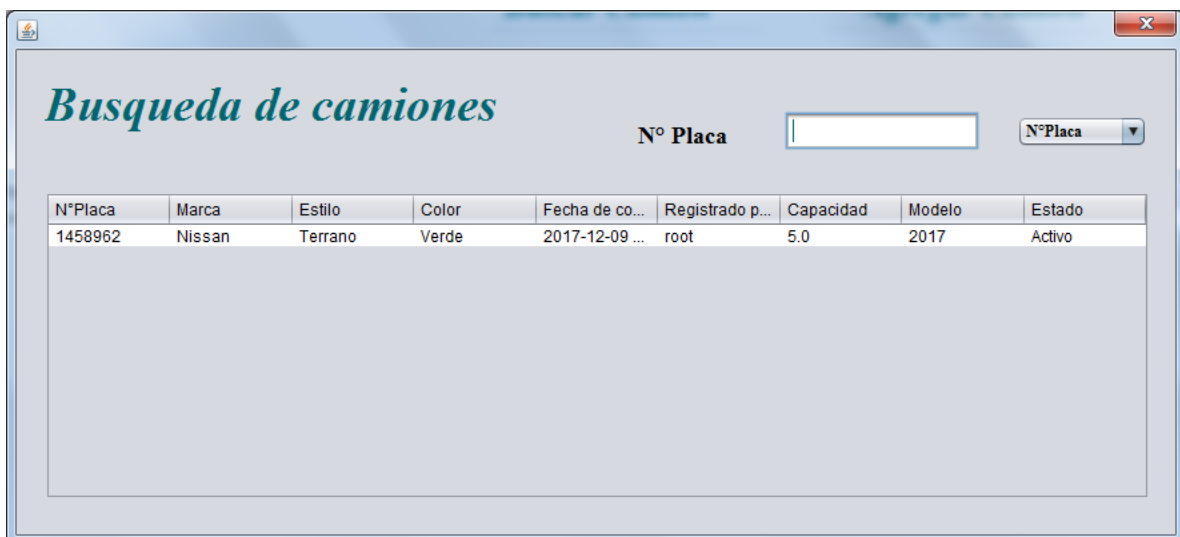 Busqueda de camiones
N° Placa
N°Placa
N°Placa Marca Estilo Color Fecha de co... Registrado p... Capacidad Modelo Estado
1458962 Nissan Terrano Verde 2017-12-09 ... root 5.0 2017 Activo